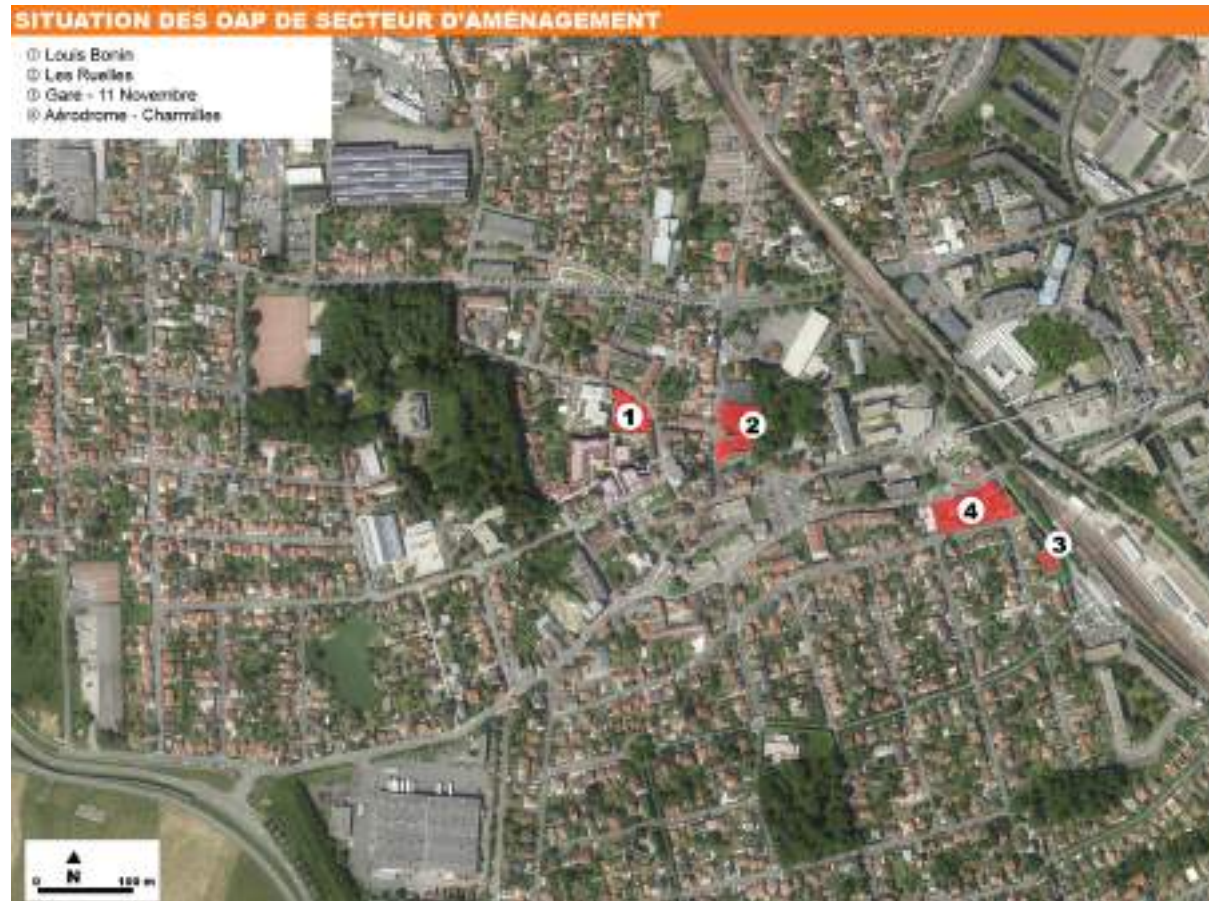 SITUATION DES OAP DE SECTEUR D'AMÉNAGEMENT
① Louis Bonin
② Les Ruelles
③ Gare - 11 Novembre
④ Aérodrome - Charmilles
1
2
4
3
N
0 100 m